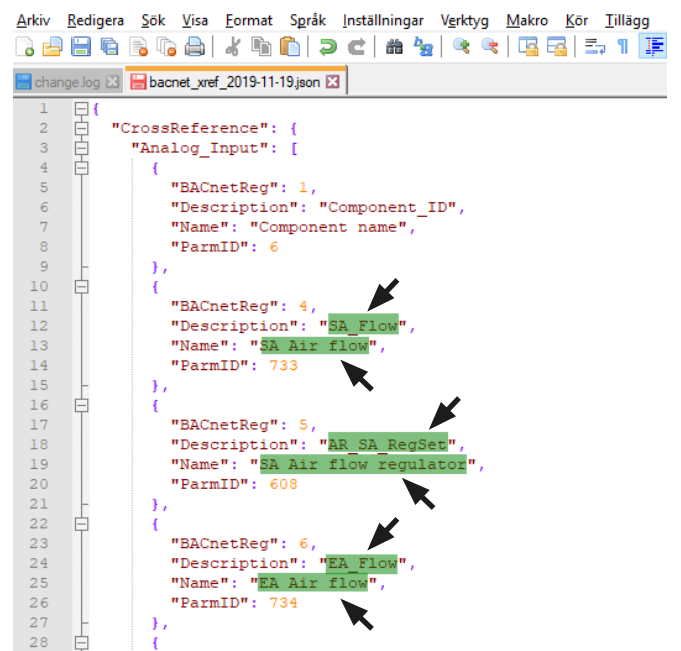 Arkiv Redigera Sök Visa Format Språk Inställningar Verktyg Makro Kör Tillägg
change.log bacnet_xref_2019-11-19.json
1 {
2 "CrossReference": {
3 "Analog_Input": [
4 {
5 "BACnetReg": 1,
6 "Description": "Component_ID",
7 "Name": "Component name",
8 "ParmID": 6
9 },
10 {
11 "BACnetReg": 4,
12 "Description": "SA_Flow",
13 "Name": "SA Air flow",
14 "ParmID": 733
15 },
16 {
17 "BACnetReg": 5,
18 "Description": "AR_SA_RegSet",
19 "Name": "SA Air flow regulator",
20 "ParmID": 608
21 },
22 {
23 "BACnetReg": 6,
24 "Description": "EA_Flow",
25 "Name": "EA Air flow",
26 "ParmID": 734
27 },
28 {